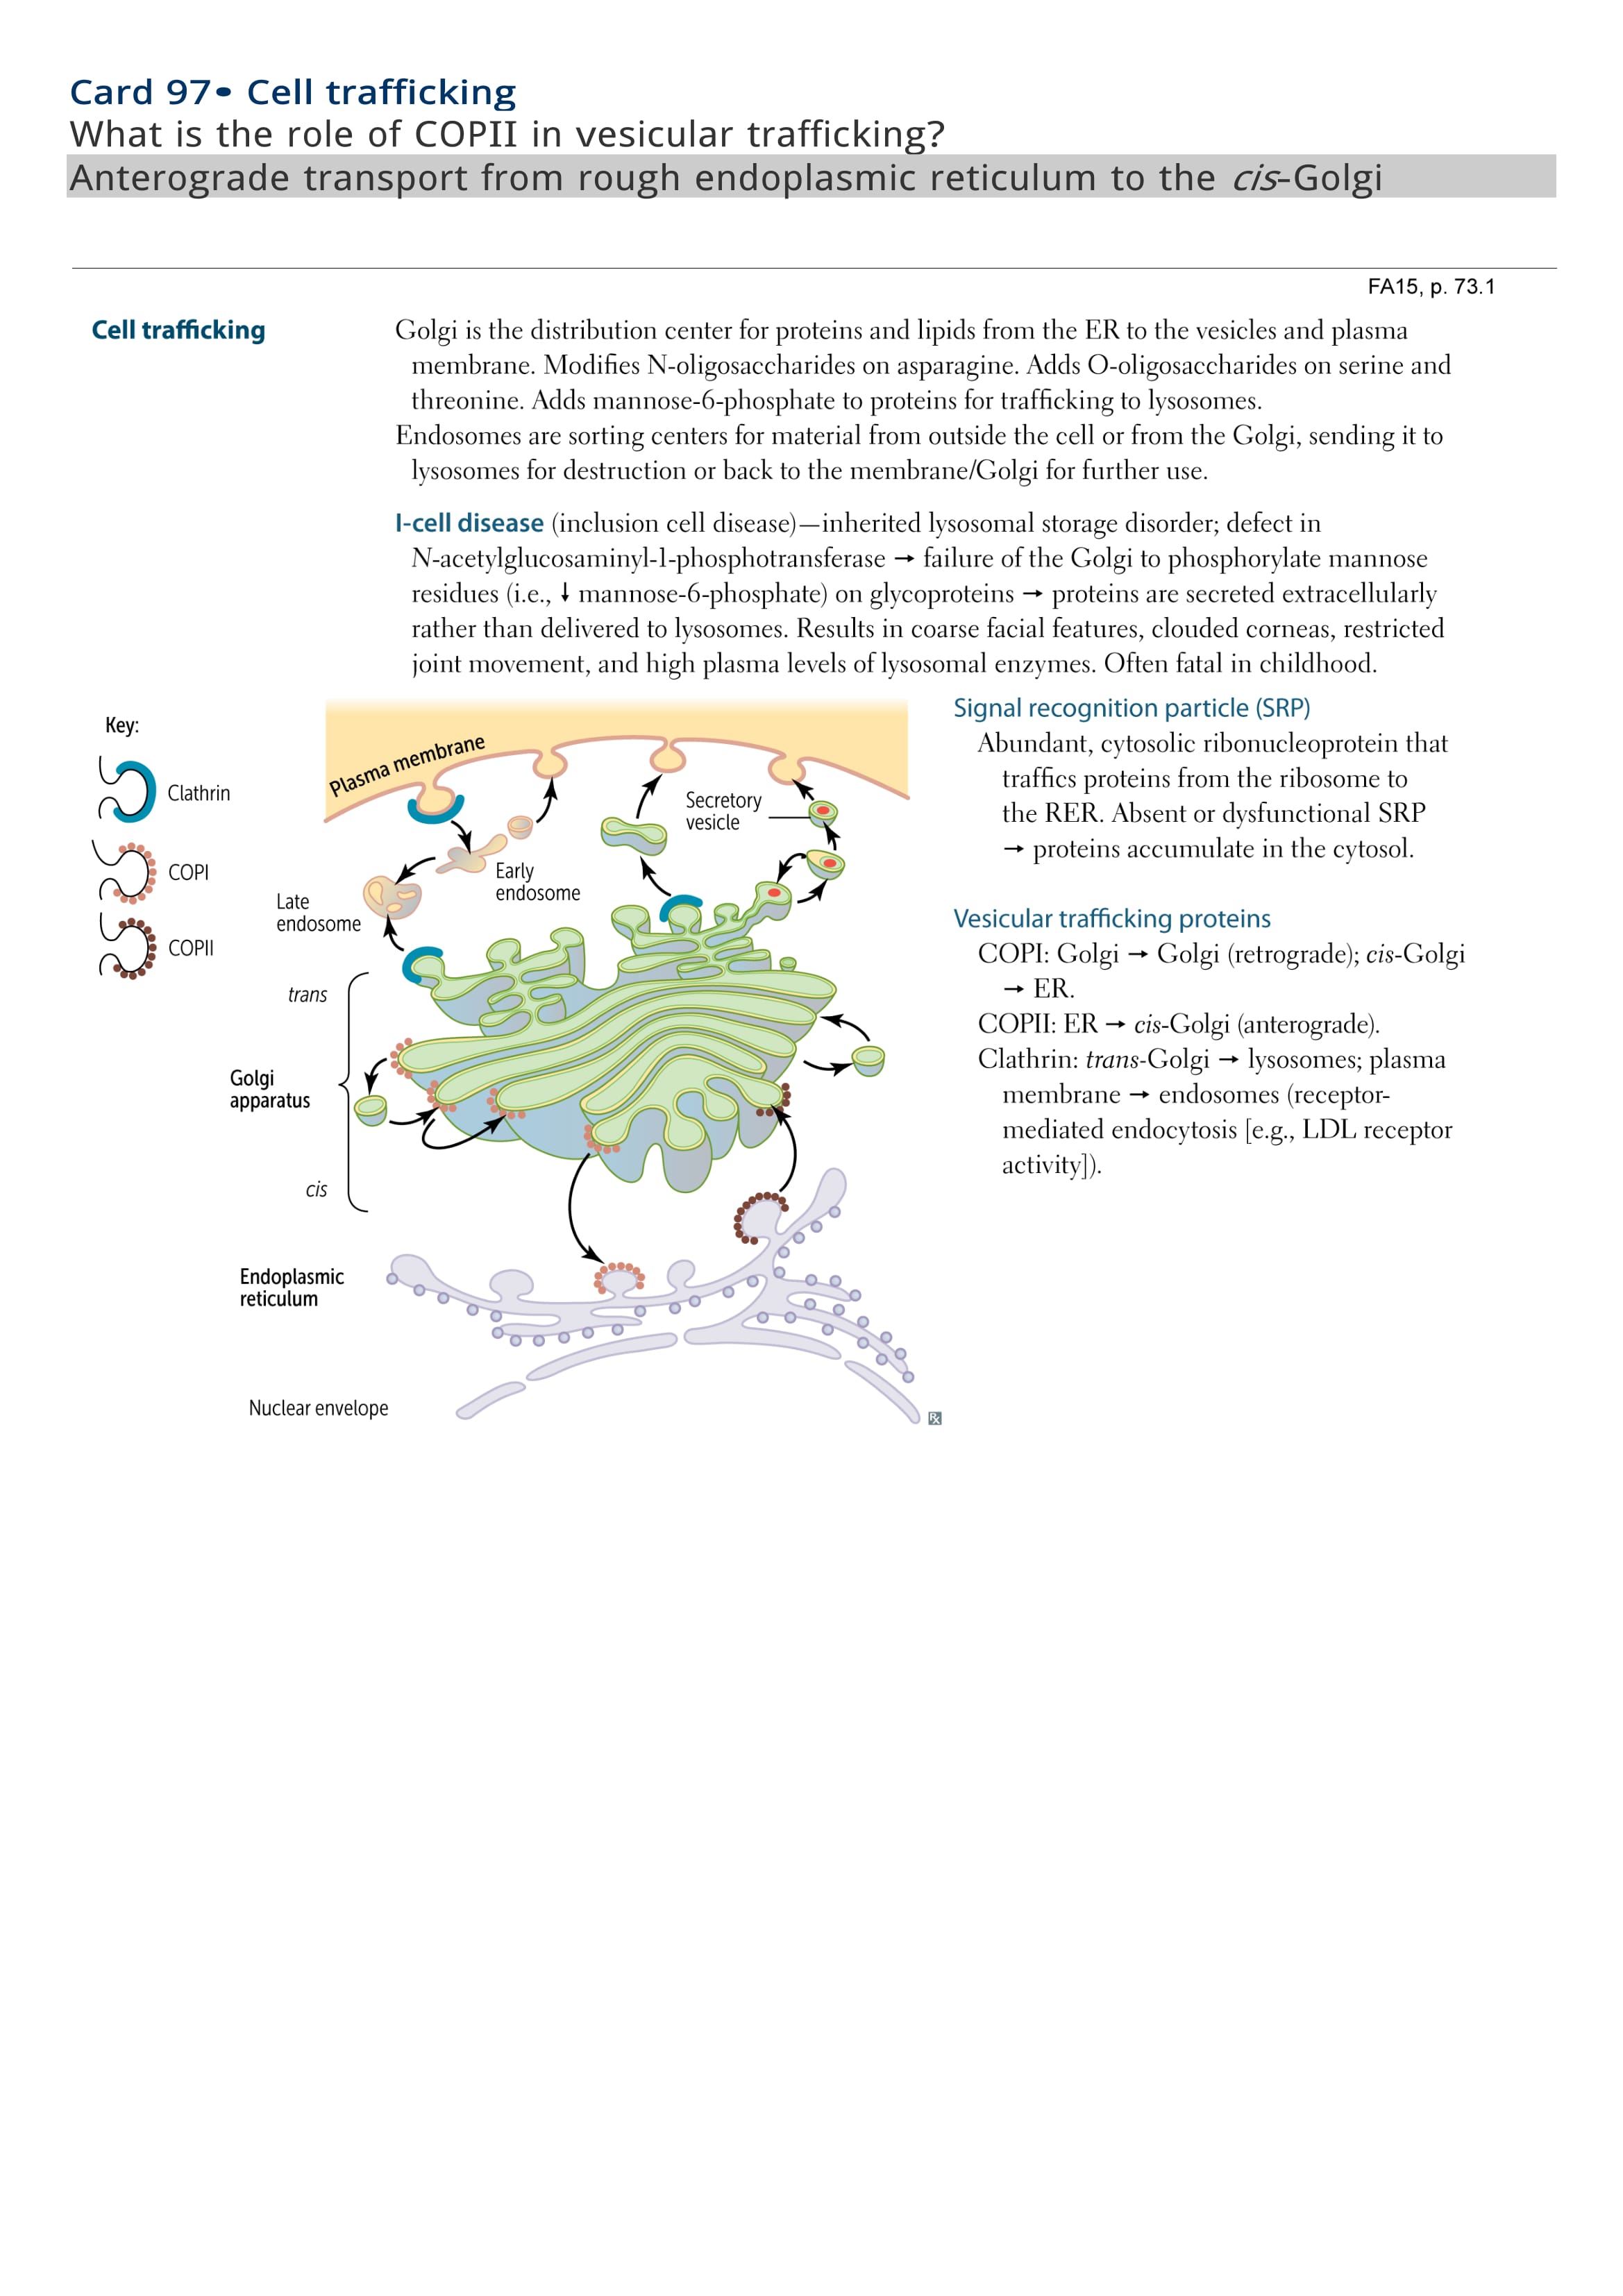 Card 97• Cell trafficking
What is the role of COPII in vesicular trafficking?
Anterograde transport from rough endoplasmic reticulum to the cis-Golgi
FA15, p. 73.1
Cell trafficking
Golgi is the distribution center for proteins and lipids from the ER to the vesicles and plasma
membrane. Modifies N-oligosaccharides on asparagine. Adds O-oligosaccharides on serine and
threonine. Adds mannose-6-phosphate to proteins for trafficking to lysosomes.
Endosomes are sorting centers for material from outside the cell or from the Golgi, sending it to
lysosomes for destruction or back to the membrane/Golgi for further use.
I-cell disease (inclusion cell disease)—inherited lysosomal storage disorder; defect in
N-acetylglucosaminyl-1-phosphotransferase → failure of the Golgi to phosphorylate mannose
residues (i.e., ↓ mannose-6-phosphate) on glycoproteins → proteins are secreted extracellularly
rather than delivered to lysosomes. Results in coarse facial features, clouded corneas, restricted
joint movement, and high plasma levels of lysosomal enzymes. Often fatal in childhood.
Key:
Clathrin
COPI
COPII
Plasma membrane
Secretory
vesicle
Early
endosome
Late
endosome
trans
Golgi
apparatus
cis
Endoplasmic
reticulum
Nuclear envelope
Rx
Signal recognition particle (SRP)
Abundant, cytosolic ribonucleoprotein that
traffics proteins from the ribosome to
the RER. Absent or dysfunctional SRP
→ proteins accumulate in the cytosol.
Vesicular trafficking proteins
COPI: Golgi → Golgi (retrograde); cis-Golgi
→ ER.
COPII: ER → cis-Golgi (anterograde).
Clathrin: trans-Golgi → lysosomes; plasma
membrane → endosomes (receptor-
mediated endocytosis [e.g., LDL receptor
activity]).